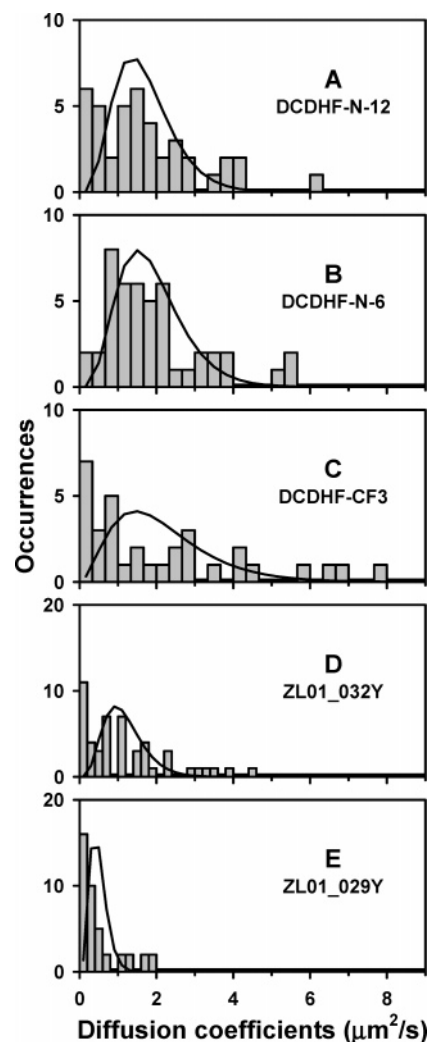 10
A
DCDHF-N-12
5
0
10
B
DCDHF-N-6
5
0
10
C
DCDHF-CF3
5
0
20
D
ZL01_032Y
10
0
20
E
ZL01_029Y
10
0
0 2 4 6 8
Occurrences
Diffusion coefficients (μm²/s)